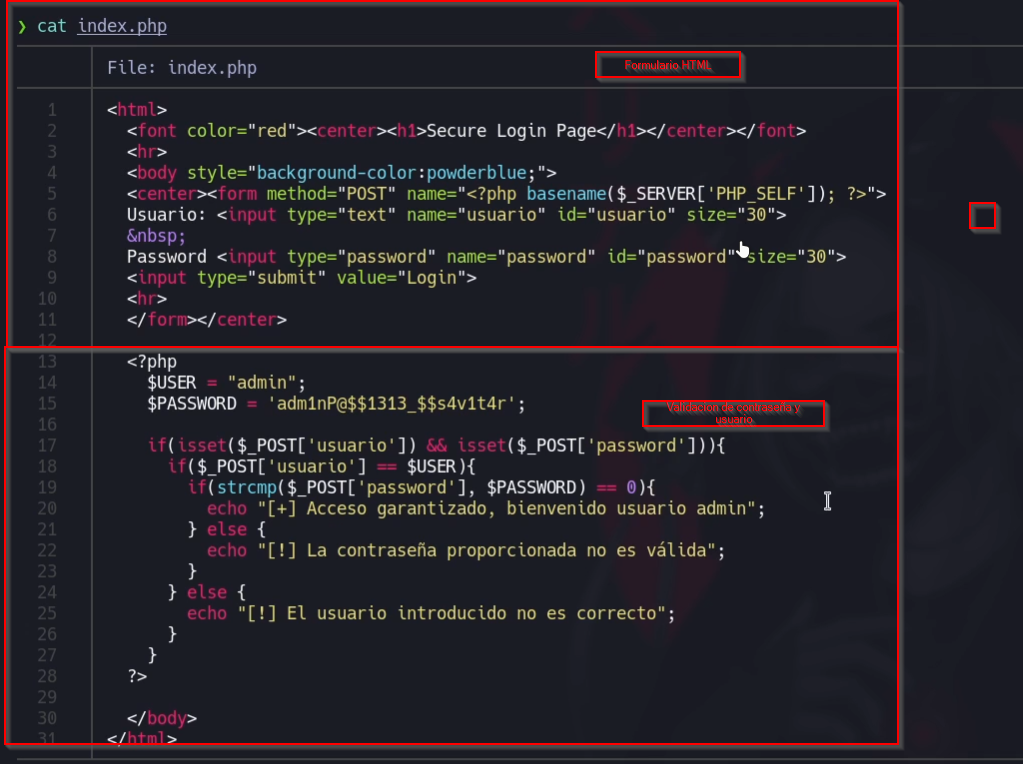 ❯ cat index.php
File: index.php
Formulario HTML
1 <html>
2 <font color="red"><center><h1>Secure Login Page</h1></center></font>
3 <hr>
4 <body style="background-color:powderblue;">
5 <center><form method="POST" name="<?php basename($_SERVER['PHP_SELF']); ?>">
6 Usuario: <input type="text" name="usuario" id="usuario" size="30">
7 &nbsp;
8 Password <input type="password" name="password" id="password" size="30">
9 <input type="submit" value="Login">
10 <hr>
11 </form></center>
12
13 <?php
14 $USER = "admin";
15 $PASSWORD = 'adm1nP@$$1313_$$s4v1t4r';
Validacion de contraseña y
usuario
16
17 if(isset($_POST['usuario']) && isset($_POST['password'])){
18 if($_POST['usuario'] == $USER){
19 if(strcmp($_POST['password'], $PASSWORD) == 0){
20 echo "[+] Acceso garantizado, bienvenido usuario admin";
21 } else {
22 echo "[!] La contraseña proporcionada no es válida";
23 }
24 } else {
25 echo "[!] El usuario introducido no es correcto";
26 }
27 }
28 ?>
29
30 </body>
31 </html>